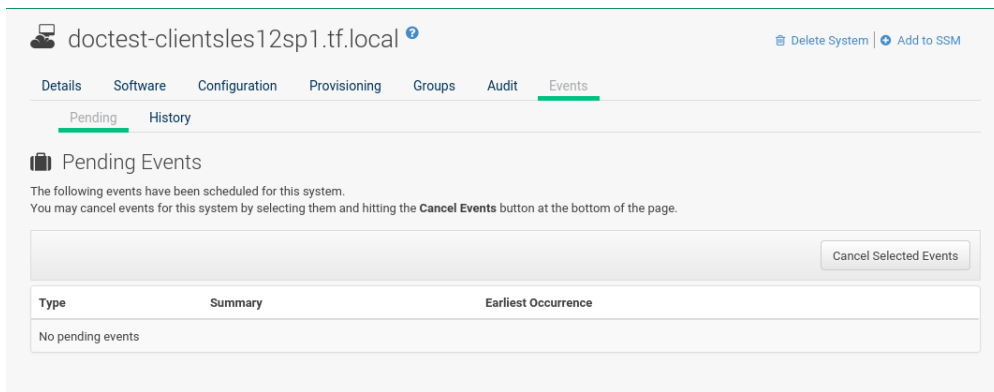 doctest-clientsles12sp1.tf.local ?
Delete System | Add to SSM
Details Software Configuration Provisioning Groups Audit Events
Pending History
Pending Events
The following events have been scheduled for this system.
You may cancel events for this system by selecting them and hitting the Cancel Events button at the bottom of the page.
Cancel Selected Events
Type Summary Earliest Occurrence
No pending events